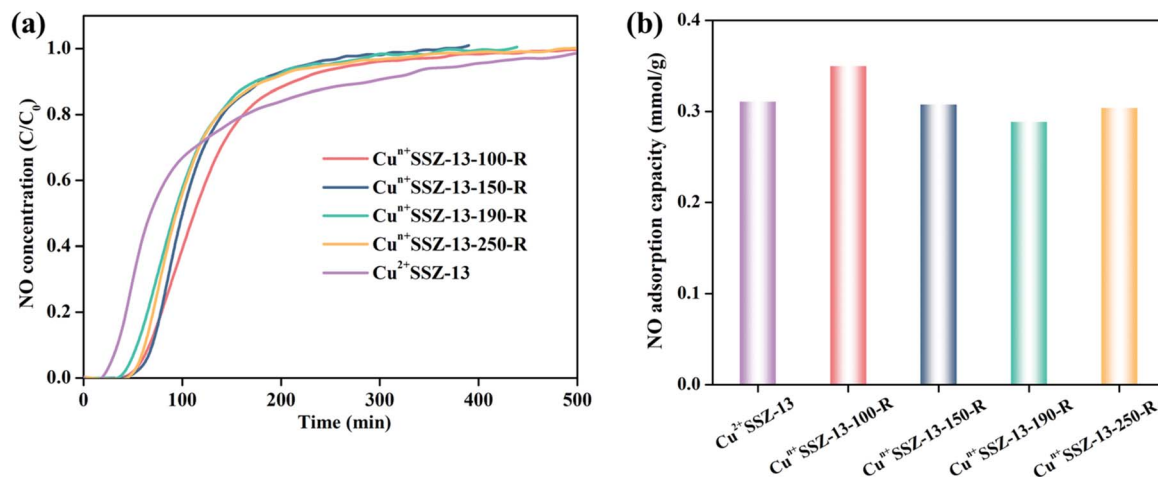 (a)
NO concentration (C/C₀)
1.0
0.8
0.6
0.4
0.2
0.0
Cuⁿ⁺SSZ-13-100-R
Cuⁿ⁺SSZ-13-150-R
Cuⁿ⁺SSZ-13-190-R
Cuⁿ⁺SSZ-13-250-R
Cu²⁺SSZ-13
0
100
200
300
400
500
Time (min)
(b)
NO adsorption capacity (mmol/g)
0.4
0.3
0.2
0.1
0.0
Cu²⁺SSZ-13
Cuⁿ⁺SSZ-13-100-R
Cuⁿ⁺SSZ-13-150-R
Cuⁿ⁺SSZ-13-190-R
Cuⁿ⁺SSZ-13-250-R